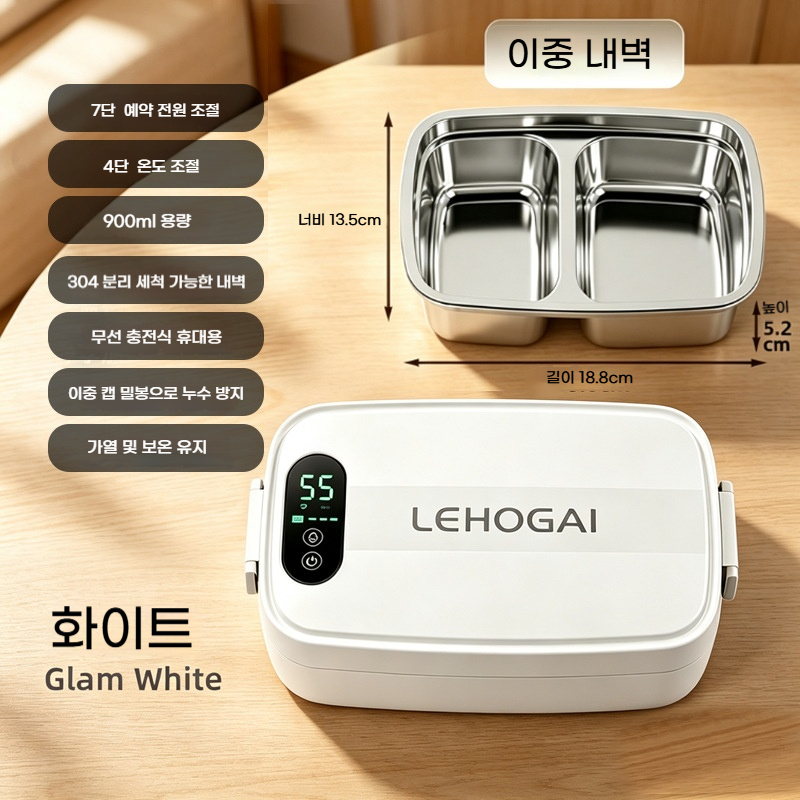 이중 내벽
7단 예약 전원 조절
4단 온도 조절
900ml 용량
304 분리 세척 가능한 내벽
무선 충전식 휴대용
이중 캡 밀봉으로 누수 방지
가열 및 보온 유지
너비 13.5cm
높이
5.2
cm
길이 18.8cm
55
LEHOGAI
화이트
Glam White